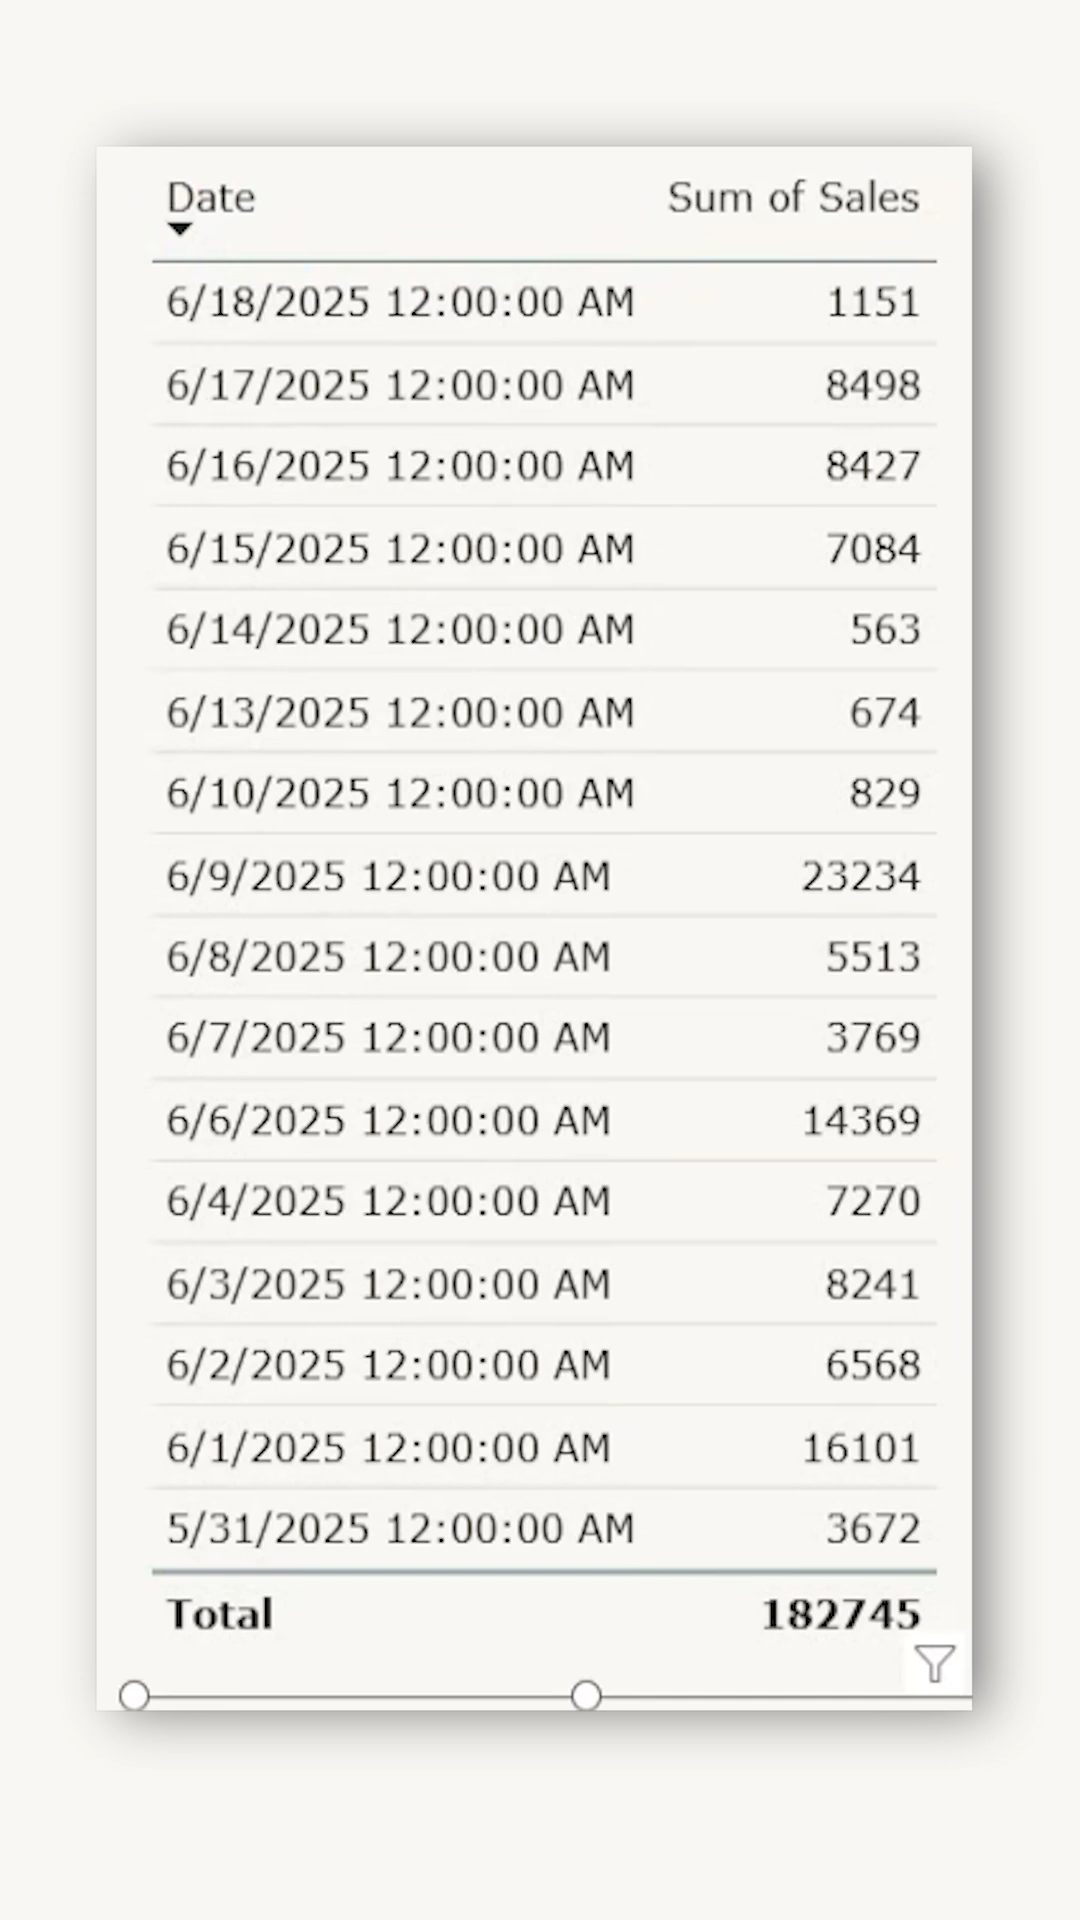 Date Sum of Sales
6/18/2025 12:00:00 AM 1151
6/17/2025 12:00:00 AM 8498
6/16/2025 12:00:00 AM 8427
6/15/2025 12:00:00 AM 7084
6/14/2025 12:00:00 AM 563
6/13/2025 12:00:00 AM 674
6/10/2025 12:00:00 AM 829
6/9/2025 12:00:00 AM 23234
6/8/2025 12:00:00 AM 5513
6/7/2025 12:00:00 AM 3769
6/6/2025 12:00:00 AM 14369
6/4/2025 12:00:00 AM 7270
6/3/2025 12:00:00 AM 8241
6/2/2025 12:00:00 AM 6568
6/1/2025 12:00:00 AM 16101
5/31/2025 12:00:00 AM 3672
Total 182745